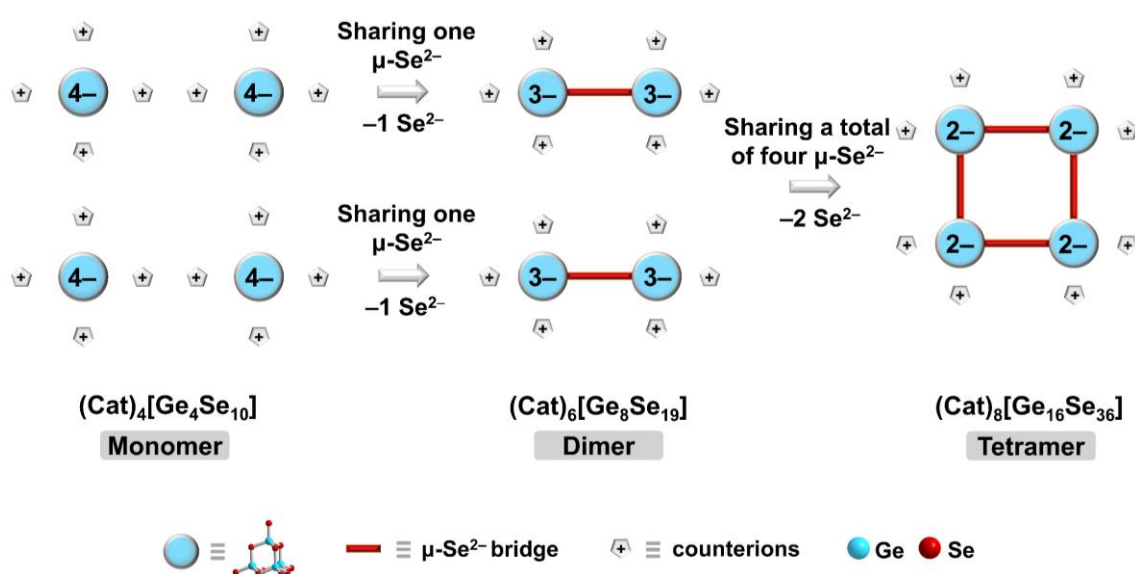 Sharing one
μ-Se²⁻
–1 Se²⁻
+ + + + + + + +
4– 4–
+ + + + + +
3– 3–
Sharing a total
of four μ-Se²⁻
–2 Se²⁻
+ + + + + + + +
2– 2–
2– 2–
Sharing one
μ-Se²⁻
–1 Se²⁻
+ + + + + + + +
4– 4–
+ + + + + +
3– 3–
(Cat)₄[Ge₄Se₁₀]
Monomer
(Cat)₆[Ge₈Se₁₉]
Dimer
(Cat)₈[Ge₁₆Se₃₆]
Tetramer
≡
≡ μ-Se²⁻ bridge
+ ≡ counterions
Ge Se